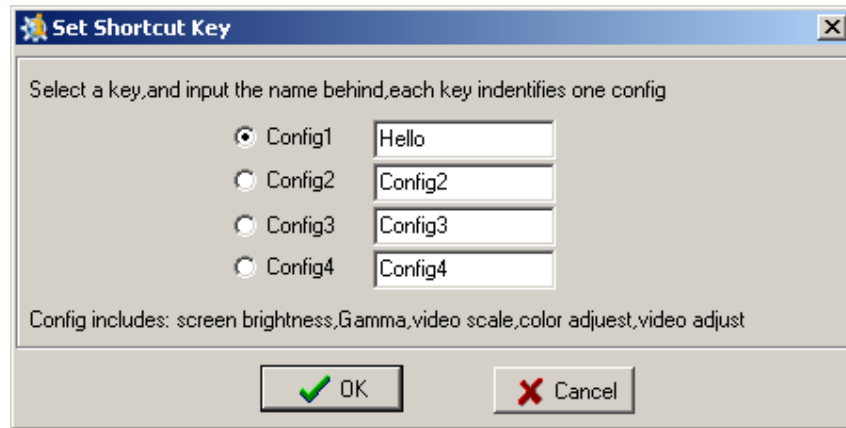 Set Shortcut Key
Select a key,and input the name behind,each key indentifies one config
Config1 Hello
Config2 Config2
Config3 Config3
Config4 Config4
Config includes: screen brightness,Gamma,video scale,color adjuest,video adjust
OK Cancel